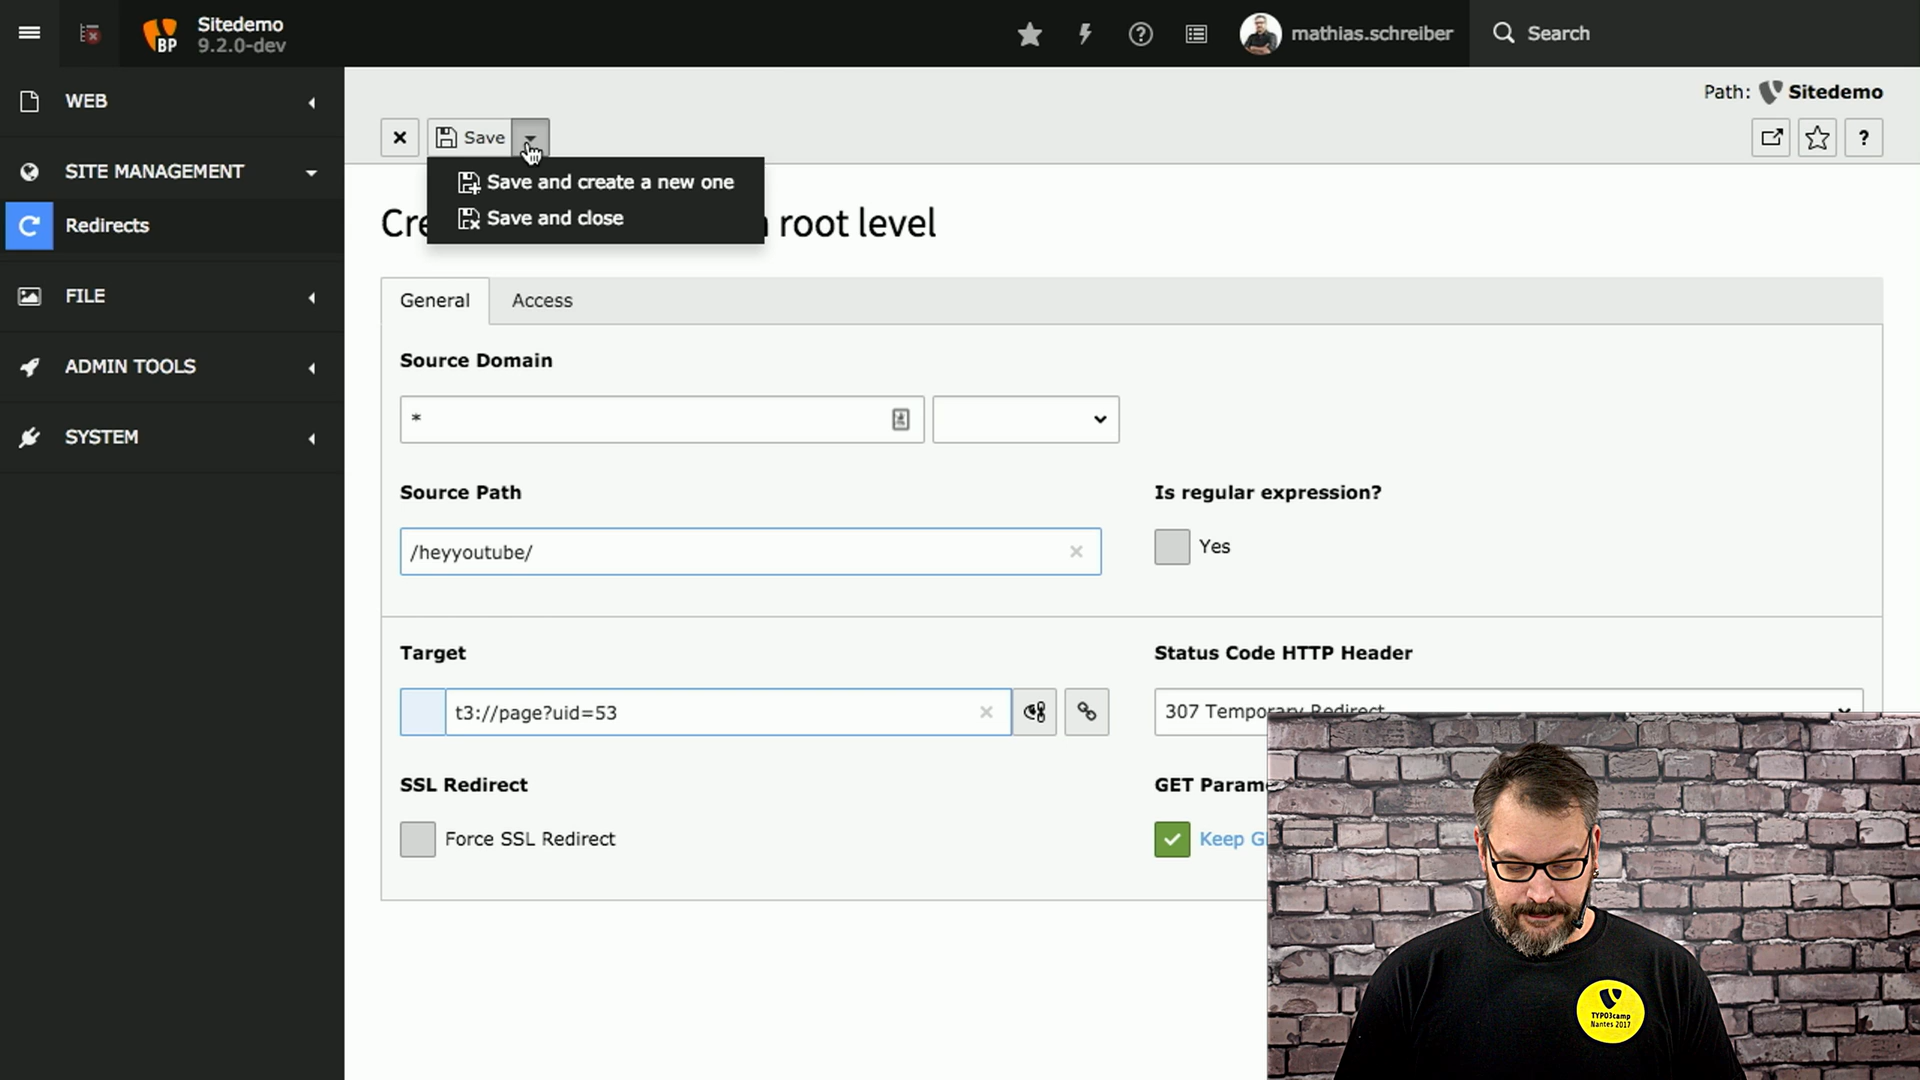 Sitedemo
9.2.0-dev
BP
mathias.schreiber
Search
WEB
SITE MANAGEMENT
Redirects
FILE
ADMIN TOOLS
SYSTEM
Path: Sitedemo
Save
?
Save and create a new one
Save and close
Cre
root level
General
Access
Source Domain
*
Source Path
Is regular expression?
/heyyoutube/
Yes
Target
Status Code HTTP Header
t3://page?uid=53
307 Temporary Redirect
SSL Redirect
GET Parame
Force SSL Redirect
Keep G
TYPO3camp
Nantes 2017